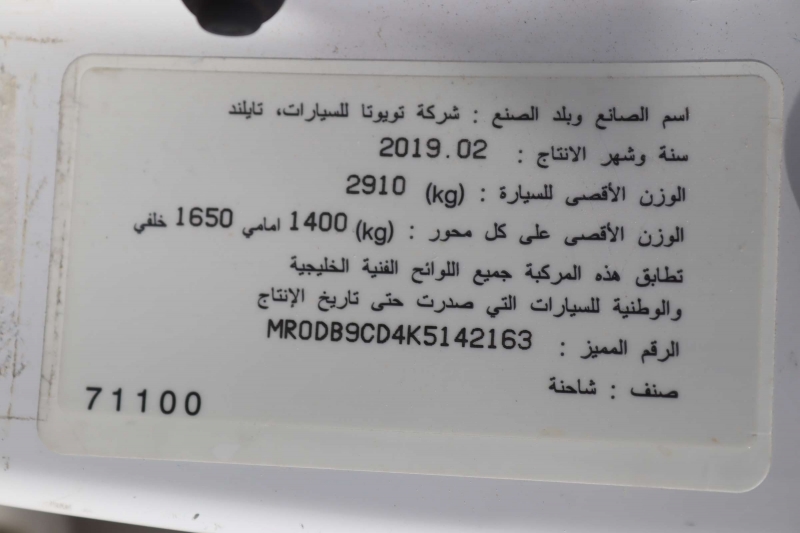 اسم الصانع وبلد الصنع : شركة تويوتا للسيارات، تايلند
سنة وشهر الانتاج : 2019.02
الوزن الأقصى للسيارة : (kg) 2910
الوزن الأقصى على كل محور : (kg) 1400 امامي 1650 خلفي
تطابق هذه المركبة جميع اللوائح الفنية الخليجية
والوطنية للسيارات التي صدرت حتى تاريخ الإنتاج
الرقم المميز : MR0DB9CD4K5142163
صنف : شاحنة
71100